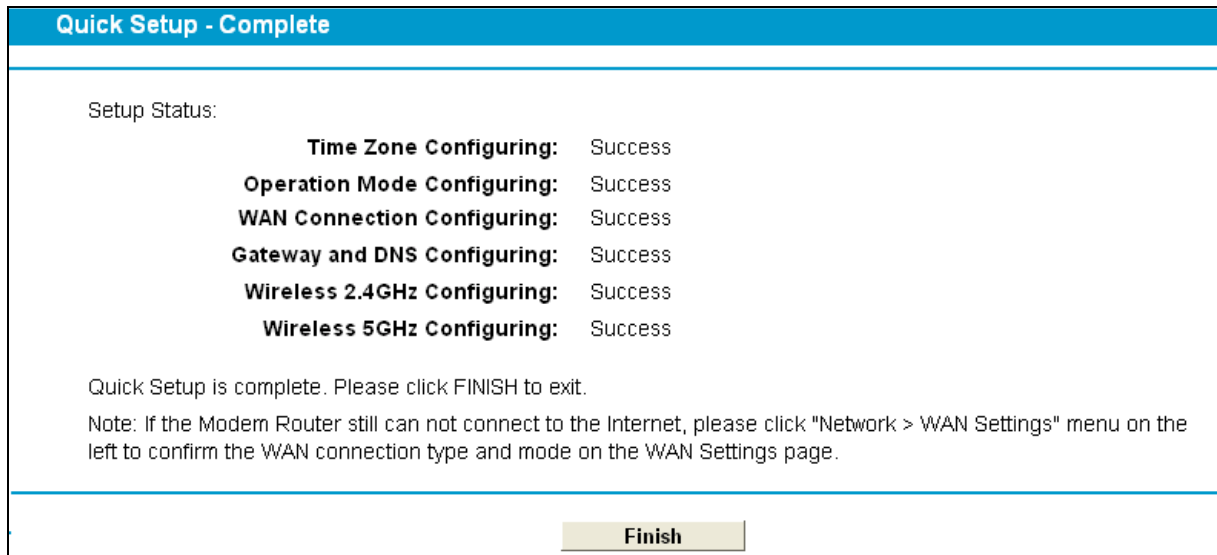 Quick Setup - Complete
Setup Status:
Time Zone Configuring: Success
Operation Mode Configuring: Success
WAN Connection Configuring: Success
Gateway and DNS Configuring: Success
Wireless 2.4GHz Configuring: Success
Wireless 5GHz Configuring: Success
Quick Setup is complete. Please click FINISH to exit.
Note: If the Modem Router still can not connect to the Internet, please click "Network > WAN Settings" menu on the
left to confirm the WAN connection type and mode on the WAN Settings page.
Finish